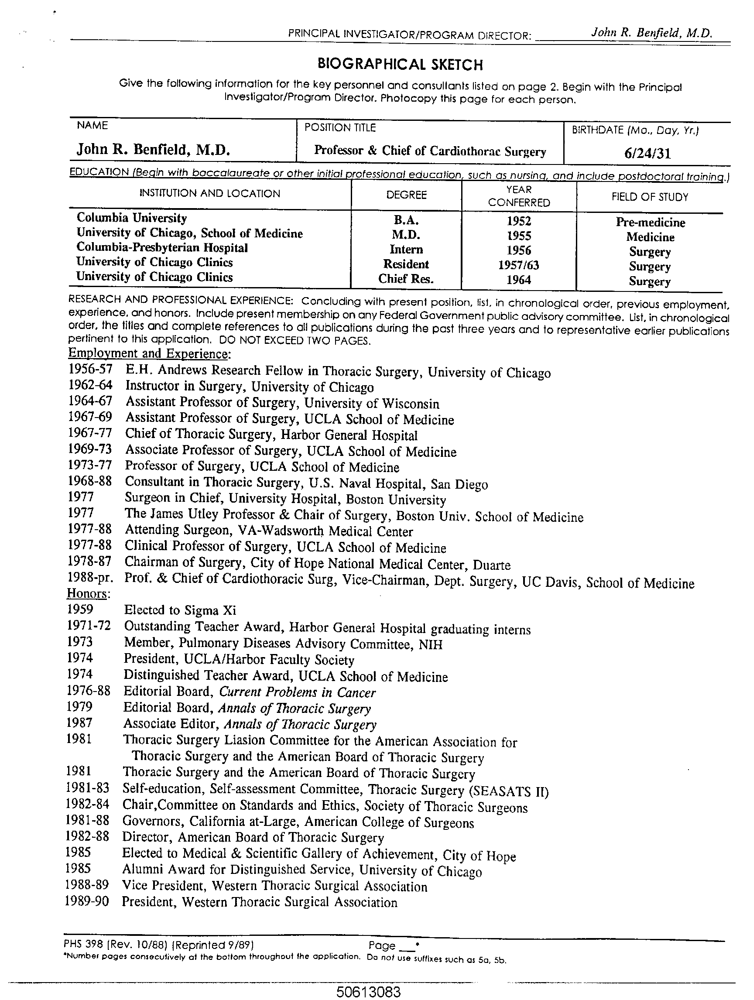 PRINCIPAL INVESTIGATOR/PROGRAM DIRECTOR: John R. Benfield, M.D.
BIOGRAPHICAL SKETCH
Give the following information for the key personnel and consultants listed on page 2. Begin with the Principal
Investigator/Program Director. Photocopy this page for each person.
NAME POSITION TITLE BIRTHDATE (Mo., Day, Yr.)
John R. Benfield, M.D. Professor & Chief of Cardiothorac Surgery 6/24/31
EDUCATION (Begin with baccalaureate or other initial professional education, such as nursing, and include postdoctoral training.)
INSTITUTION AND LOCATION DEGREE YEAR CONFERRED FIELD OF STUDY
Columbia University B.A. 1952 Pre-medicine
University of Chicago, School of Medicine M.D. 1955 Medicine
Columbia-Presbyterian Hospital Intern 1956 Surgery
University of Chicago Clinics Resident 1957/63 Surgery
University of Chicago Clinics Chief Res. 1964 Surgery
RESEARCH AND PROFESSIONAL EXPERIENCE: Concluding with present position, list, in chronological order, previous employment,
experience, and honors. Include present membership on any Federal Government public advisory committee. List, in chronological
order, the titles and complete references to all publications during the past three years and to representative earlier publications
pertinent to this application. DO NOT EXCEED TWO PAGES.
Employment and Experience:
1956-57 E.H. Andrews Research Fellow in Thoracic Surgery, University of Chicago
1962-64 Instructor in Surgery, University of Chicago
1964-67 Assistant Professor of Surgery, University of Wisconsin
1967-69 Assistant Professor of Surgery, UCLA School of Medicine
1967-77 Chief of Thoracic Surgery, Harbor General Hospital
1969-73 Associate Professor of Surgery, UCLA School of Medicine
1973-77 Professor of Surgery, UCLA School of Medicine
1968-88 Consultant in Thoracic Surgery, U.S. Naval Hospital, San Diego
1977 Surgeon in Chief, University Hospital, Boston University
1977 The James Utley Professor & Chair of Surgery, Boston Univ. School of Medicine
1977-88 Attending Surgeon, VA-Wadsworth Medical Center
1977-88 Clinical Professor of Surgery, UCLA School of Medicine
1978-87 Chairman of Surgery, City of Hope National Medical Center, Duarte
1988-pr. Prof. & Chief of Cardiothoracic Surg, Vice-Chairman, Dept. Surgery, UC Davis, School of Medicine
Honors:
1959 Elected to Sigma Xi
1971-72 Outstanding Teacher Award, Harbor General Hospital graduating interns
1973 Member, Pulmonary Diseases Advisory Committee, NIH
1974 President, UCLA/Harbor Faculty Society
1974 Distinguished Teacher Award, UCLA School of Medicine
1976-88 Editorial Board, Current Problems in Cancer
1979 Editorial Board, Annals of Thoracic Surgery
1987 Associate Editor, Annals of Thoracic Surgery
1981 Thoracic Surgery Liasion Committee for the American Association for
Thoracic Surgery and the American Board of Thoracic Surgery
1981 Thoracic Surgery and the American Board of Thoracic Surgery
1981-83 Self-education, Self-assessment Committee, Thoracic Surgery (SEASATS II)
1982-84 Chair,Committee on Standards and Ethics, Society of Thoracic Surgeons
1981-88 Governors, California at-Large, American College of Surgeons
1982-88 Director, American Board of Thoracic Surgery
1985 Elected to Medical & Scientific Gallery of Achievement, City of Hope
1985 Alumni Award for Distinguished Service, University of Chicago
1988-89 Vice President, Western Thoracic Surgical Association
1989-90 President, Western Thoracic Surgical Association
PHS 398 (Rev. 10/88) (Reprinted 9/89) Page __*
*Number pages consecutively at the bottom throughout the application. Do not use suffixes such as 5a, 5b.
50613083